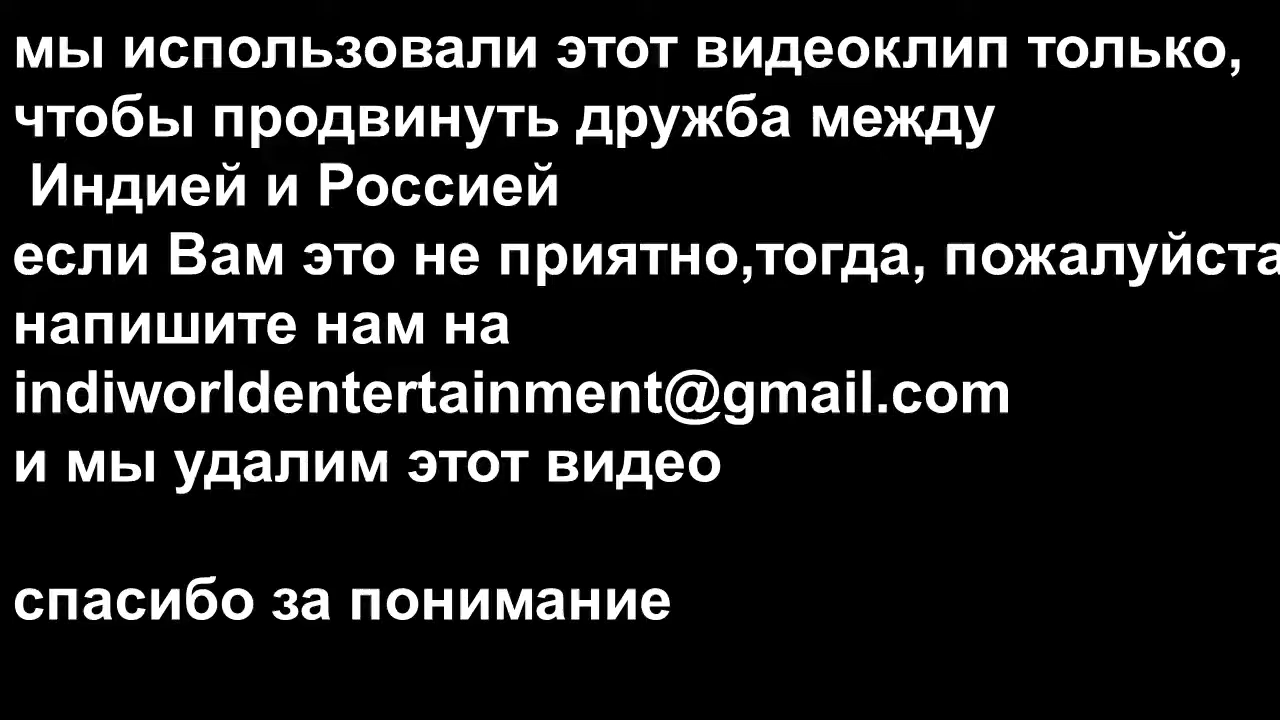 мы использовали этот видеоклип только,
чтобы продвинуть дружба между
Индией и Россией
если Вам это не приятно,тогда, пожалуйста
напишите нам на
indiworldentertainment@gmail.com
и мы удалим этот видео
спасибо за понимание